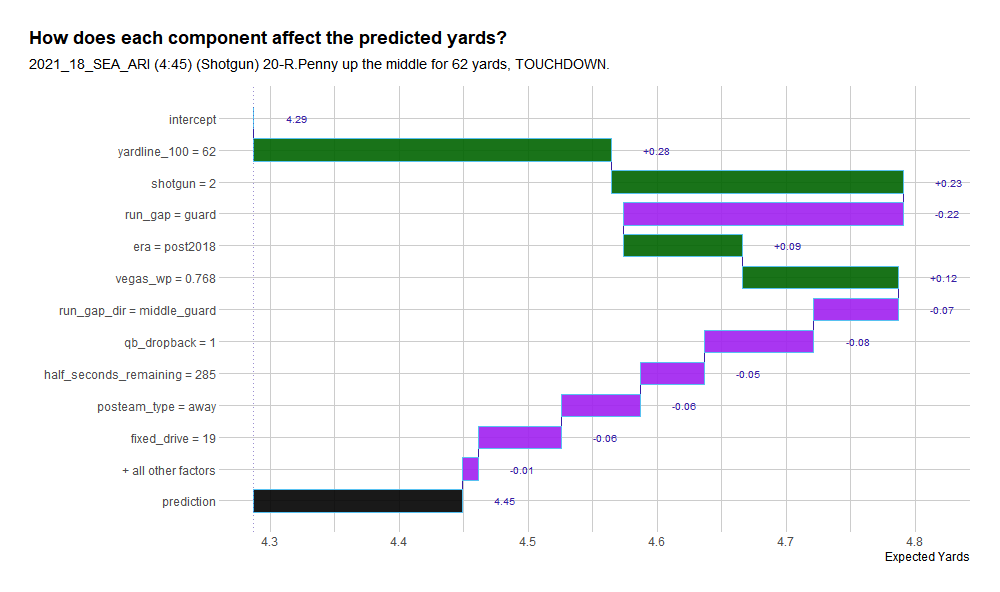 How does each component affect the predicted yards?
2021_18_SEA_ARI (4:45) (Shotgun) 20-R.Penny up the middle for 62 yards, TOUCHDOWN.
intercept 4.29
yardline_100 = 62 +0.28
shotgun = 2 +0.23
run_gap = guard -0.22
era = post2018 +0.09
vegas_wp = 0.768 +0.12
run_gap_dir = middle_guard -0.07
qb_dropback = 1 -0.08
half_seconds_remaining = 285 -0.05
posteam_type = away -0.06
fixed_drive = 19 -0.06
+ all other factors -0.01
prediction 4.45
4.3 4.4 4.5 4.6 4.7 4.8
Expected Yards